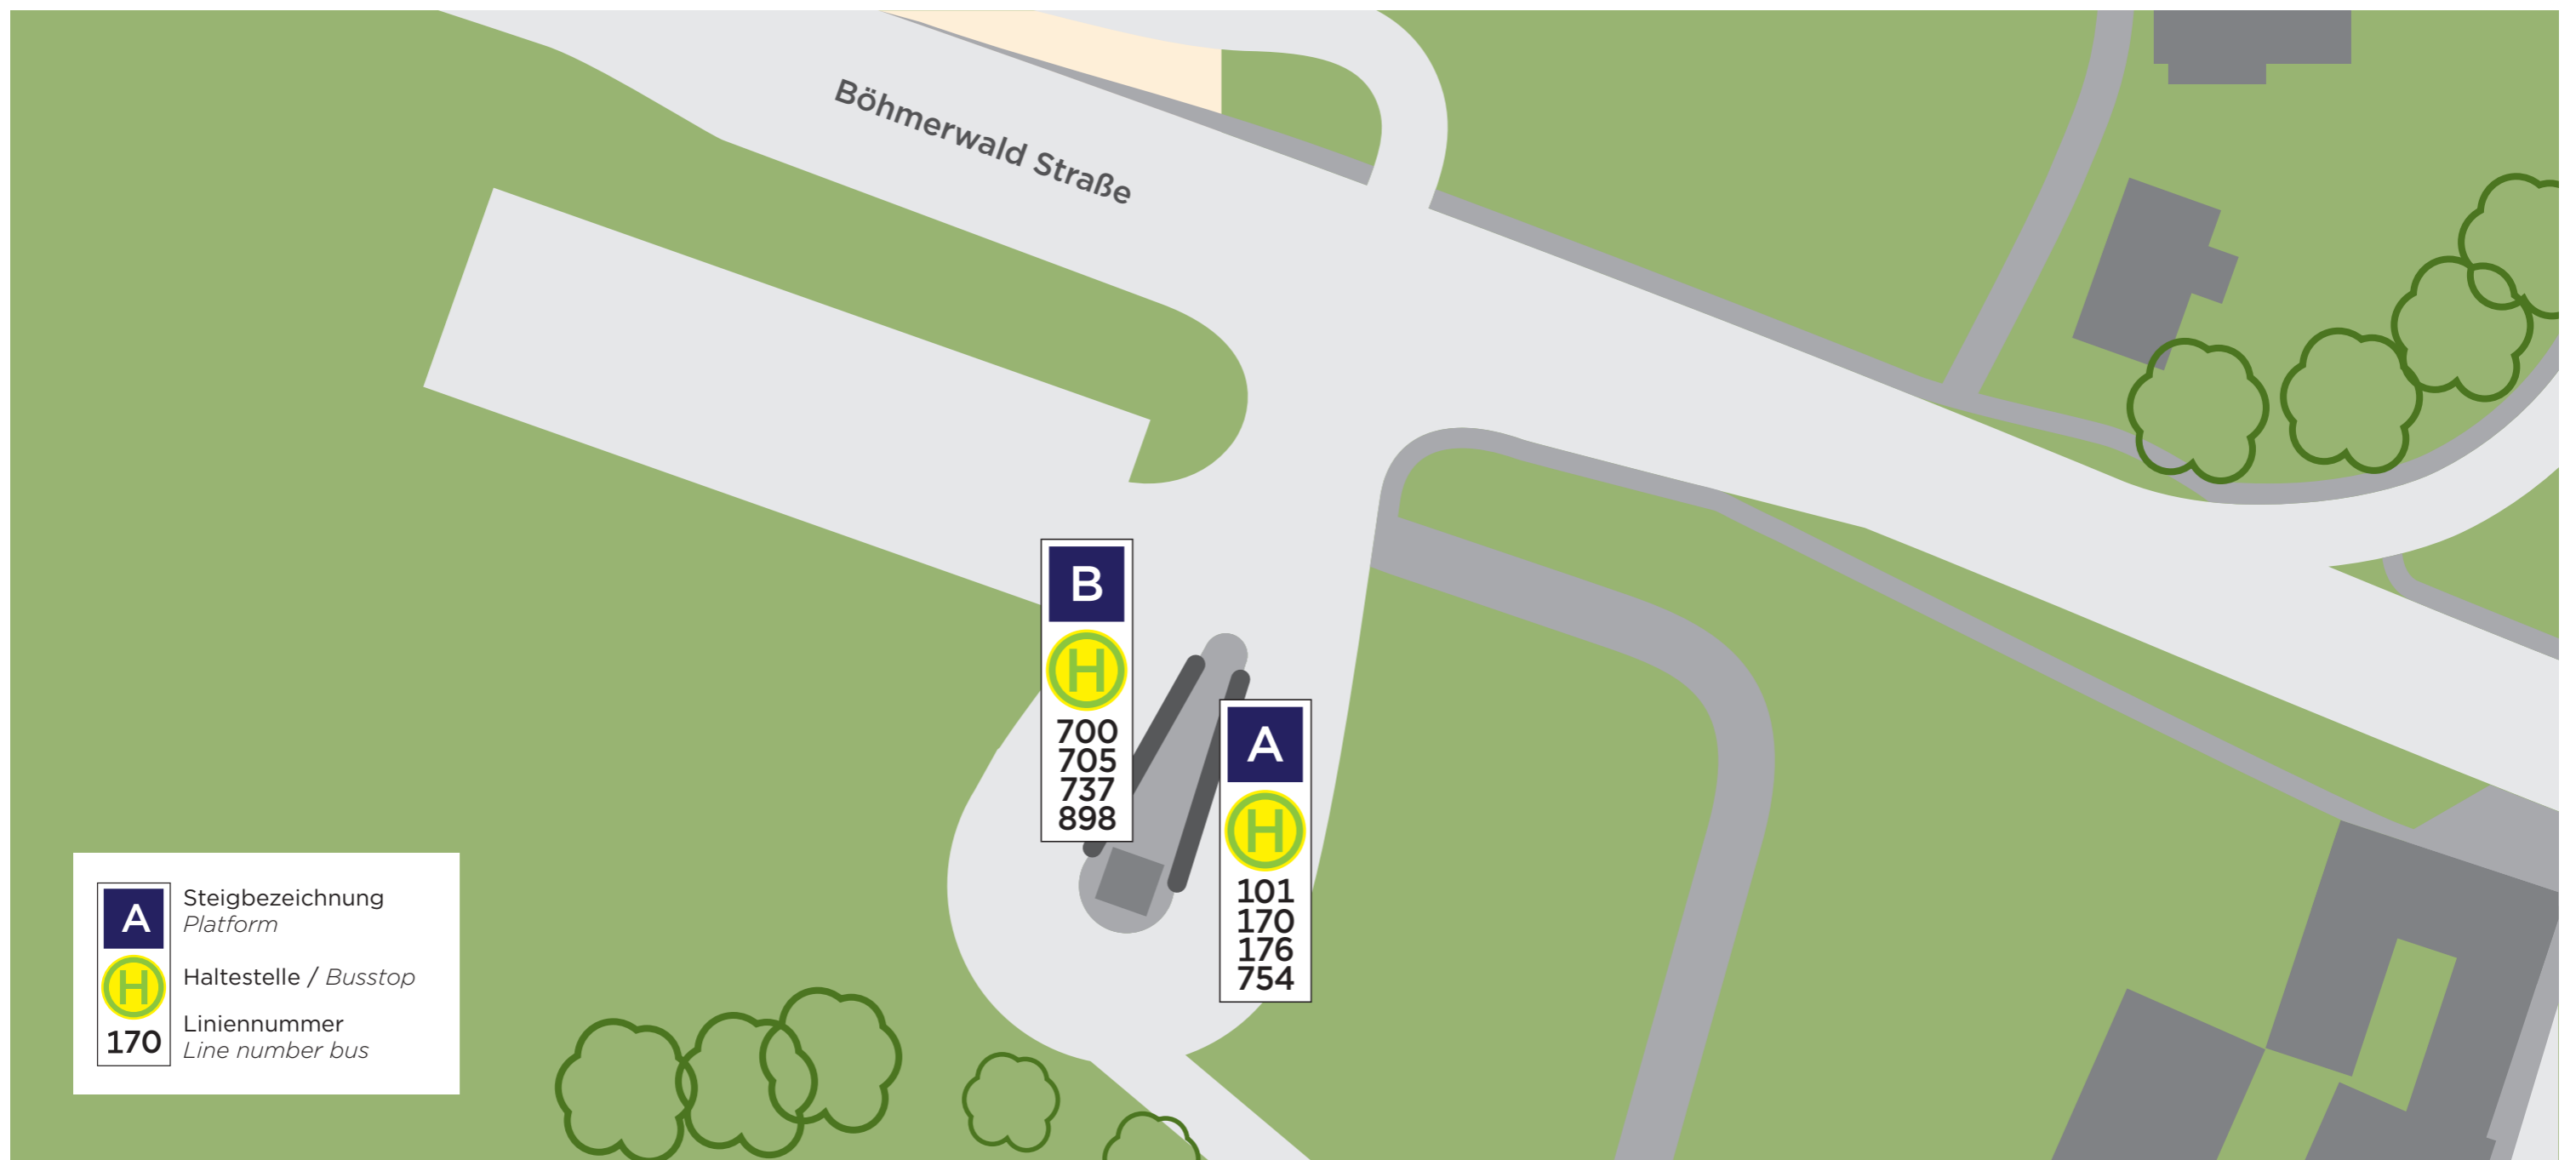 Böhmerwald Straße
B
H
700
705
737
898
A
H
101
170
176
754
A
Steigbezeichnung
Platform
H
Haltestelle / Busstop
170
Liniennummer
Line number bus